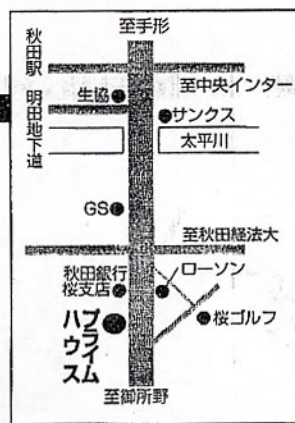 至手形
秋田駅
至中央インター
明田地下道
生協
サンクス
太平川
GS
至秋田経法大
秋田銀行
桜支店
ローソン
プライム
ハウス
桜ゴルフ
至御所野